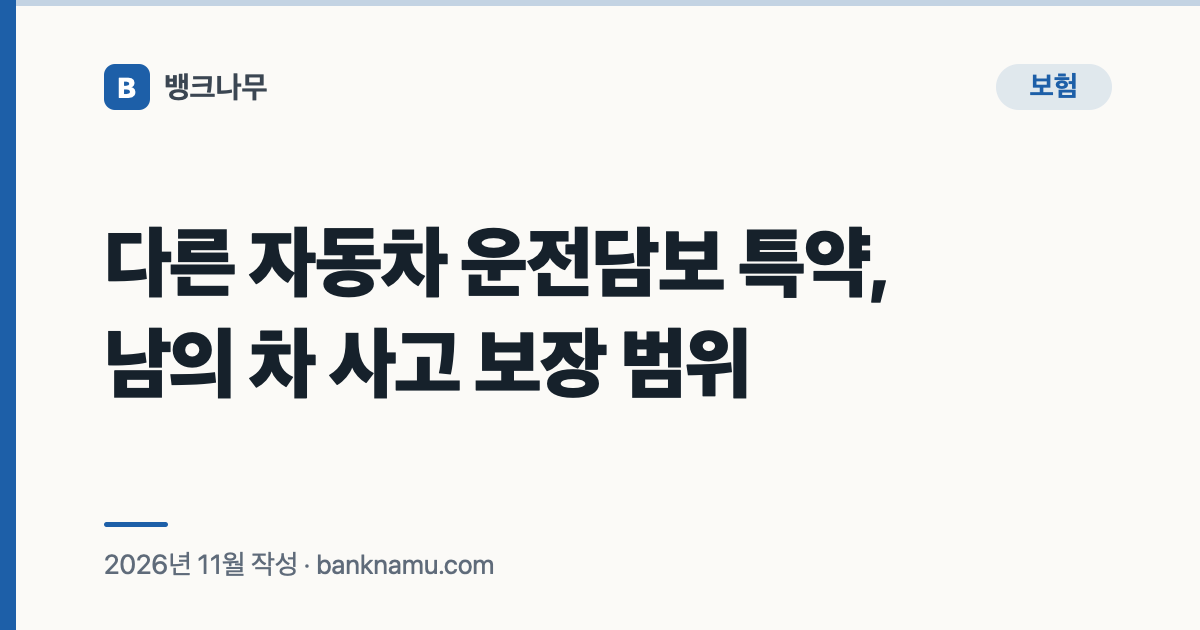 B 뱅크나무
보험
다른 자동차 운전담보 특약,
남의 차 사고 보장 범위
2026년 11월 작성 · banknamu.com